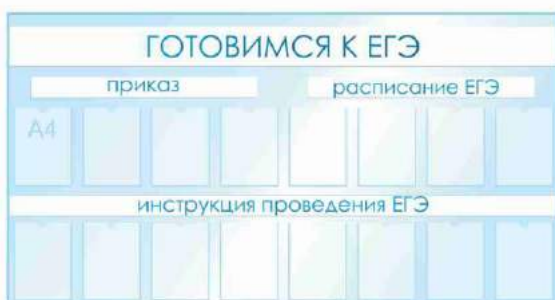 ГОТОВИМСЯ К ЕГЭ
приказ
расписание ЕГЭ
А4
инструкция проведения ЕГЭ